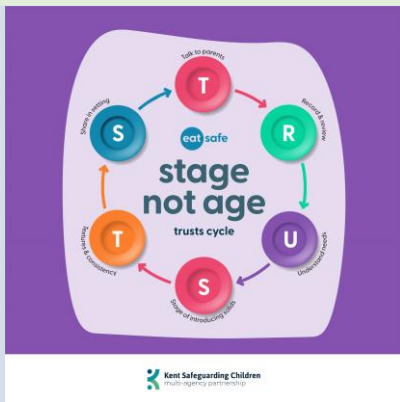 Talk to parents
T
Record & review
R
Understand needs
U
Stage of introducing solids
S
Textures & consistency
T
Share in setting
S
eat safe
stage
not age
trusts cycle
Kent Safeguarding Children
multi-agency partnership